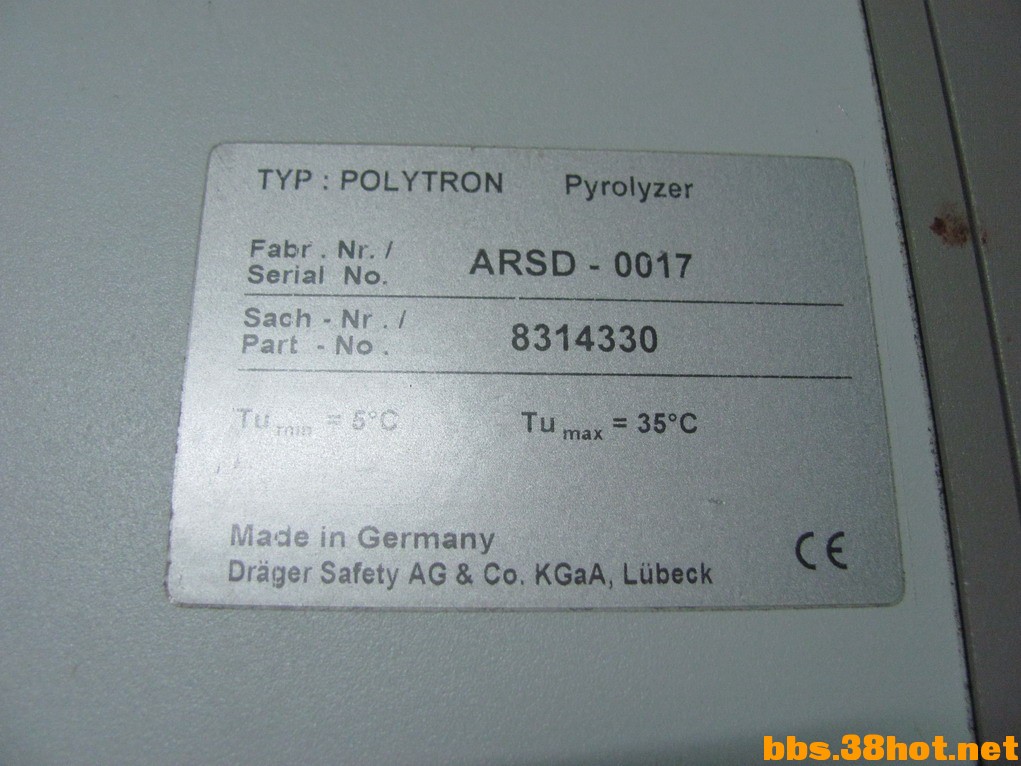 TYP : POLYTRON Pyrolyzer
Fabr . Nr. /
Serial No. ARSD - 0017
Sach - Nr . /
Part - No . 8314330
Tu min = 5°C Tu max = 35°C
Made in Germany
Dräger Safety AG & Co. KGaA, Lübeck
CE
bbs.38hot.net